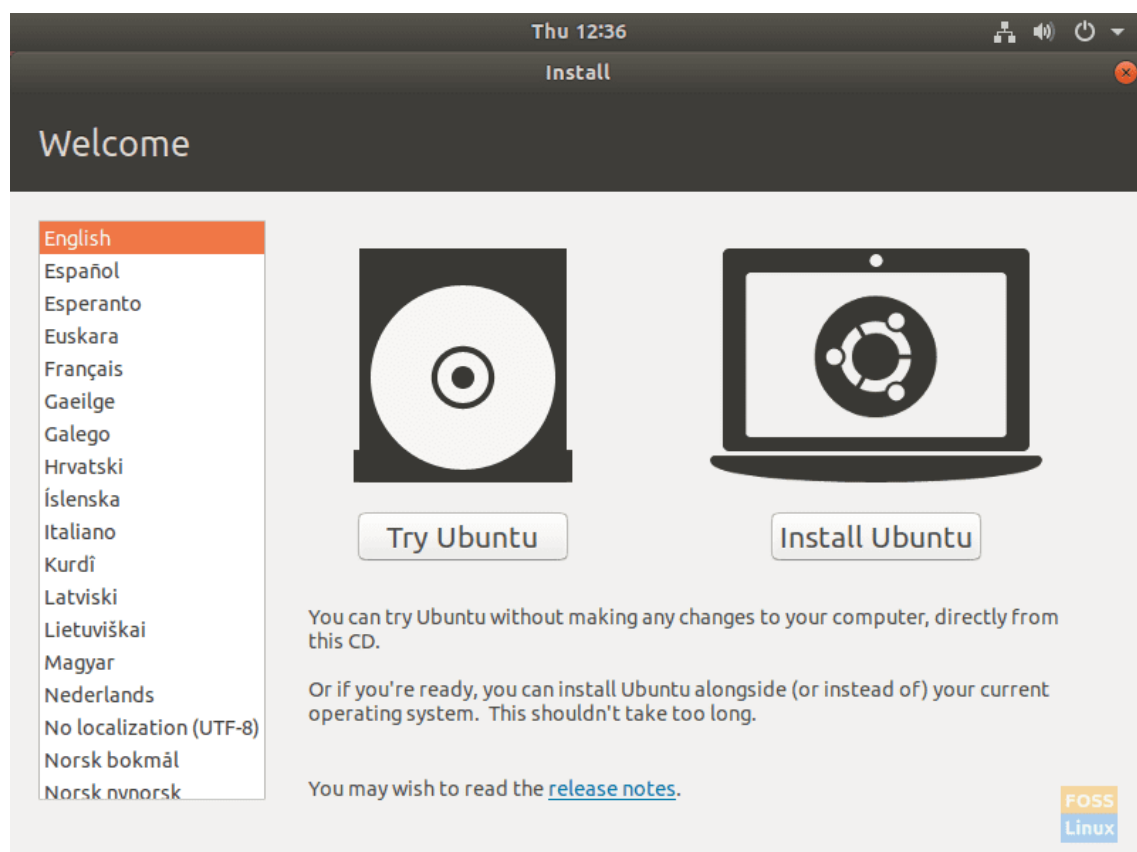 Thu 12:36
Install
Welcome
English
Español
Esperanto
Euskara
Français
Gaeilge
Galego
Hrvatski
Íslenska
Italiano
Kurdî
Latviski
Lietuviškai
Magyar
Nederlands
No localization (UTF-8)
Norsk bokmål
Norsk nynorsk
Try Ubuntu
Install Ubuntu
You can try Ubuntu without making any changes to your computer, directly from
this CD.
Or if you're ready, you can install Ubuntu alongside (or instead of) your current
operating system.  This shouldn't take too long.
You may wish to read the release notes.
FOSS
Linux